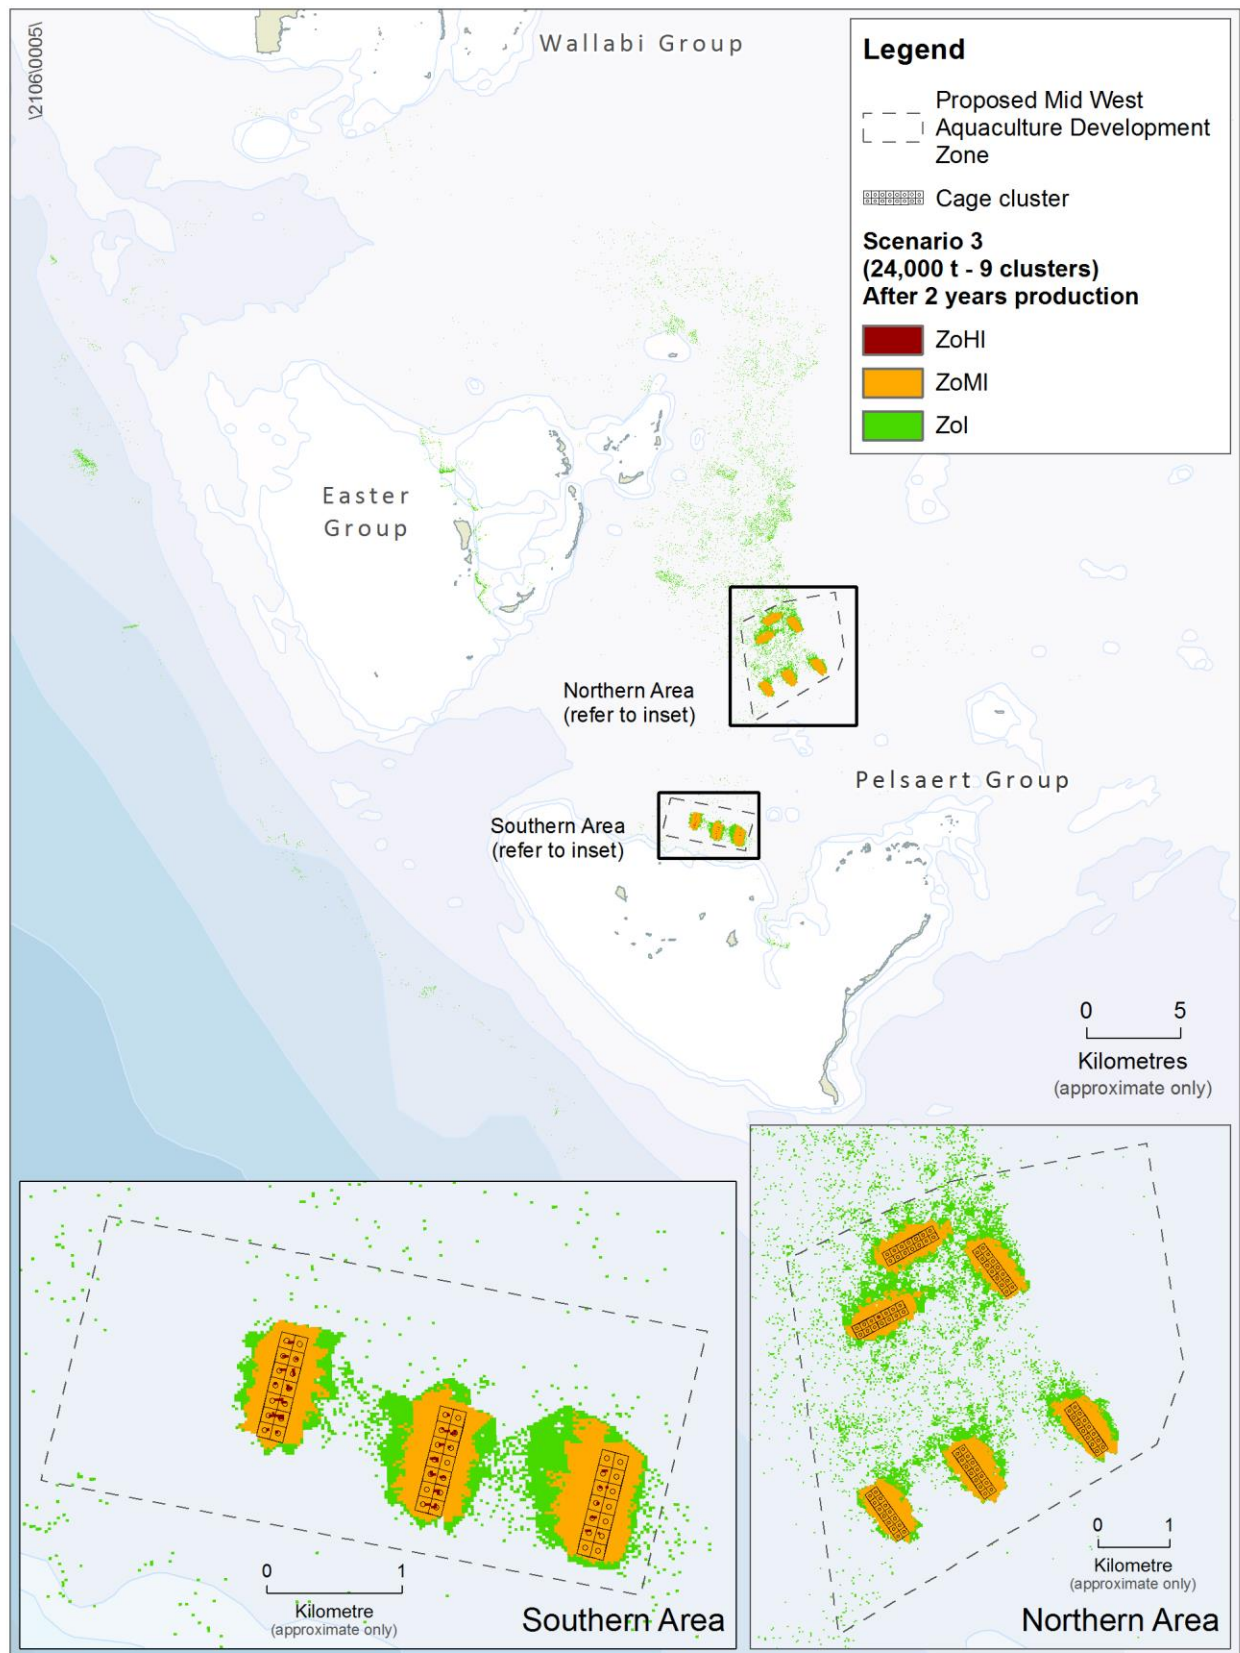 \2106\0005\
Wallabi Group
Legend
Proposed Mid West
Aquaculture Development
Zone
Cage cluster
Scenario 3
(24,000 t - 9 clusters)
After 2 years production
ZoHI
ZoMI
ZoI
Easter
Group
Northern Area
(refer to inset)
Pelsaert Group
Southern Area
(refer to inset)
0 5
Kilometres
(approximate only)
0 1
Kilometre
(approximate only)
Southern Area
0 1
Kilometre
(approximate only)
Northern Area